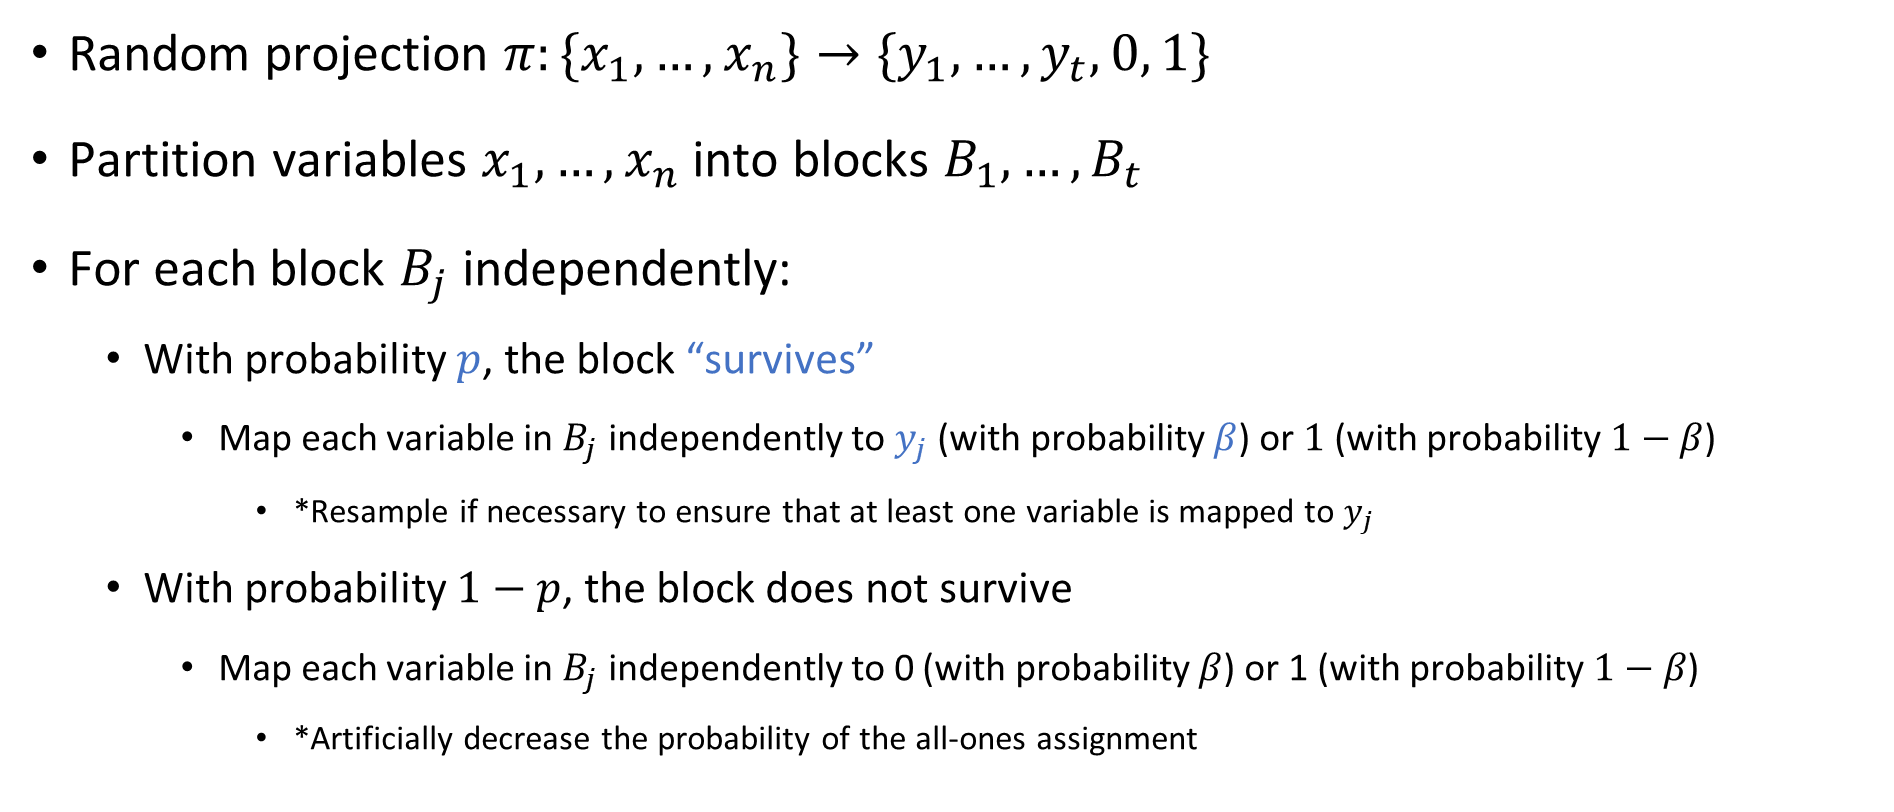 • Random projection π: {x₁, … , xₙ} → {y₁, … , yₜ, 0, 1}
• Partition variables x₁, … , xₙ into blocks B₁, … , Bₜ
• For each block Bⱼ independently:
• With probability p, the block “survives”
• Map each variable in Bⱼ independently to yⱼ (with probability β) or 1 (with probability 1 − β)
• *Resample if necessary to ensure that at least one variable is mapped to yⱼ
• With probability 1 − p, the block does not survive
• Map each variable in Bⱼ independently to 0 (with probability β) or 1 (with probability 1 − β)
• *Artificially decrease the probability of the all-ones assignment